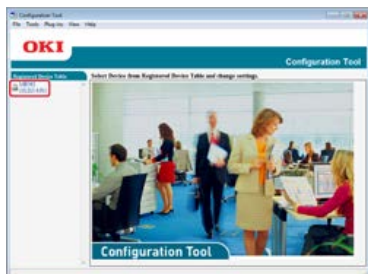 Configuration Tool
File Tools Plug-ins View Help
OKI
Configuration Tool
Registered Device Table
Select Device from Registered Device Table and change settings.
Configuration Tool